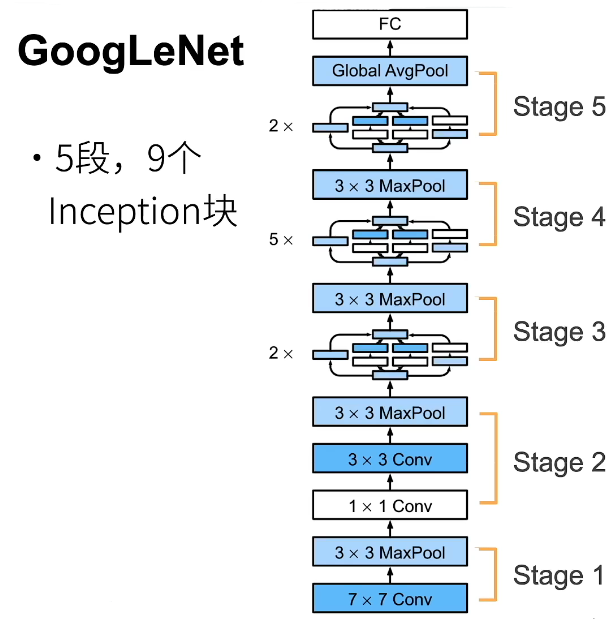 GoogLeNet
· 5段，9个
Inception块
FC
Global AvgPool
2 ×
Stage 5
3 × 3 MaxPool
5 ×
Stage 4
3 × 3 MaxPool
2 ×
Stage 3
3 × 3 MaxPool
3 × 3 Conv
1 × 1 Conv
Stage 2
3 × 3 MaxPool
7 × 7 Conv
Stage 1